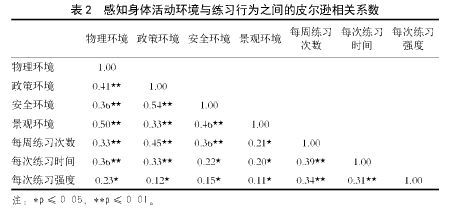 表 2 感知身体活动环境与练习行为之间的皮尔逊相关系数
物理环境 政策环境 安全环境 景观环境 每周练习次数 每次练习时间 每次练习强度
物理环境 1.00
政策环境 0.41** 1.00
安全环境 0.36** 0.54** 1.00
景观环境 0.50** 0.33** 0.46** 1.00
每周练习次数 0.33** 0.45** 0.36** 0.21* 1.00
每次练习时间 0.36** 0.33** 0.22* 0.20* 0.39** 1.00
每次练习强度 0.23* 0.12* 0.15* 0.11* 0.34** 0.31** 1.00
注：*p ≤ 0 05、**p ≤ 0 01。